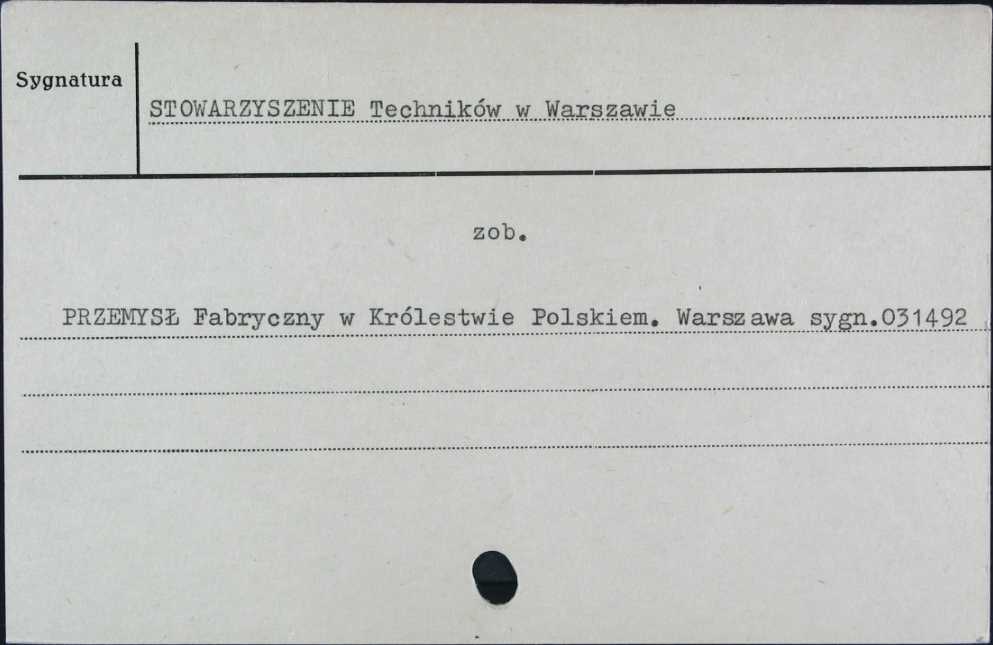 Sygnatura
STOWARZYSZENIE Techników w Warszawie
zob.
PRZEMYSŁ Fabryczny w Królestwie Polskiem. Warszawa sygn.031492